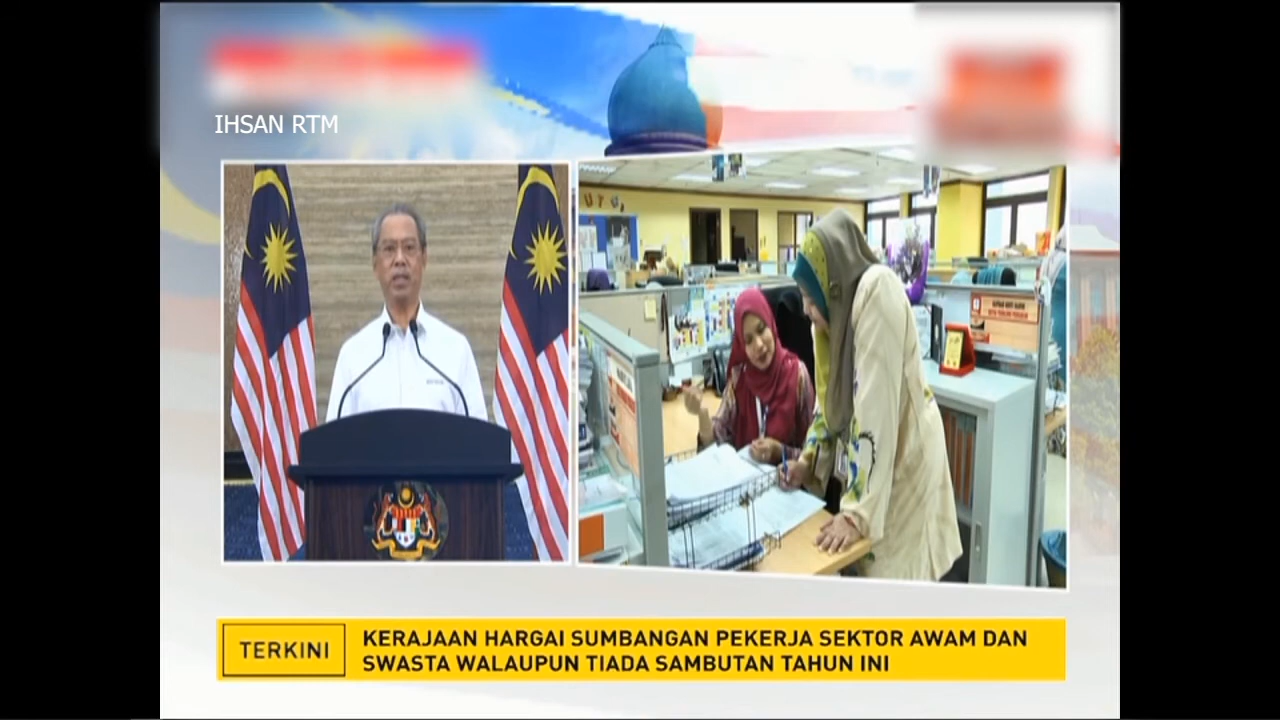 IHSAN RTM
TERKINI
KERAJAAN HARGAI SUMBANGAN PEKERJA SEKTOR AWAM DAN
SWASTA WALAUPUN TIADA SAMBUTAN TAHUN INI